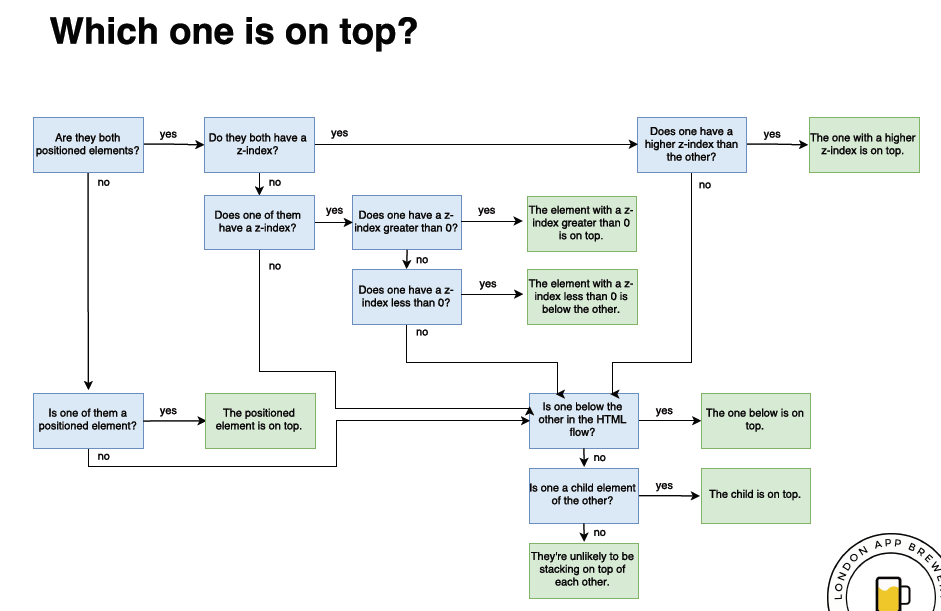 Which one is on top?
Are they both
positioned elements?
yes
Do they both have a
z-index?
yes
Does one have a
higher z-index than
the other?
yes
The one with a higher
z-index is on top.
no
no
no
Does one of them
have a z-index?
yes
Does one have a z-
index greater than 0?
yes
The element with a z-
index greater than 0
is on top.
no
no
Does one have a z-
index less than 0?
yes
The element with a z-
index less than 0 is
below the other.
no
Is one of them a
positioned element?
yes
The positioned
element is on top.
no
Is one below the
other in the HTML
flow?
yes
The one below is on
top.
no
Is one a child element
of the other?
yes
The child is on top.
no
They're unlikely to be
stacking on top of
each other.
LONDON APP